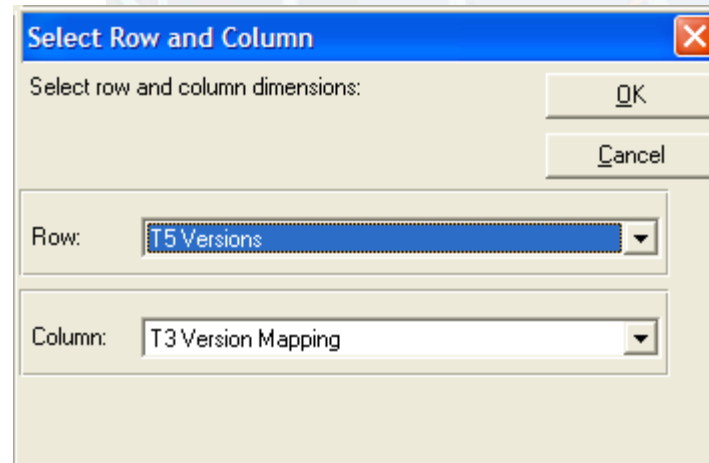 Select Row and Column
Select row and column dimensions:
OK
Cancel
Row: T5 Versions
Column: T3 Version Mapping